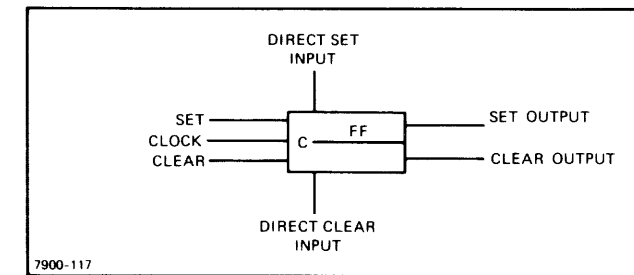 DIRECT SET
INPUT
SET
CLOCK
CLEAR
C
FF
SET OUTPUT
CLEAR OUTPUT
DIRECT CLEAR
INPUT
7900-117